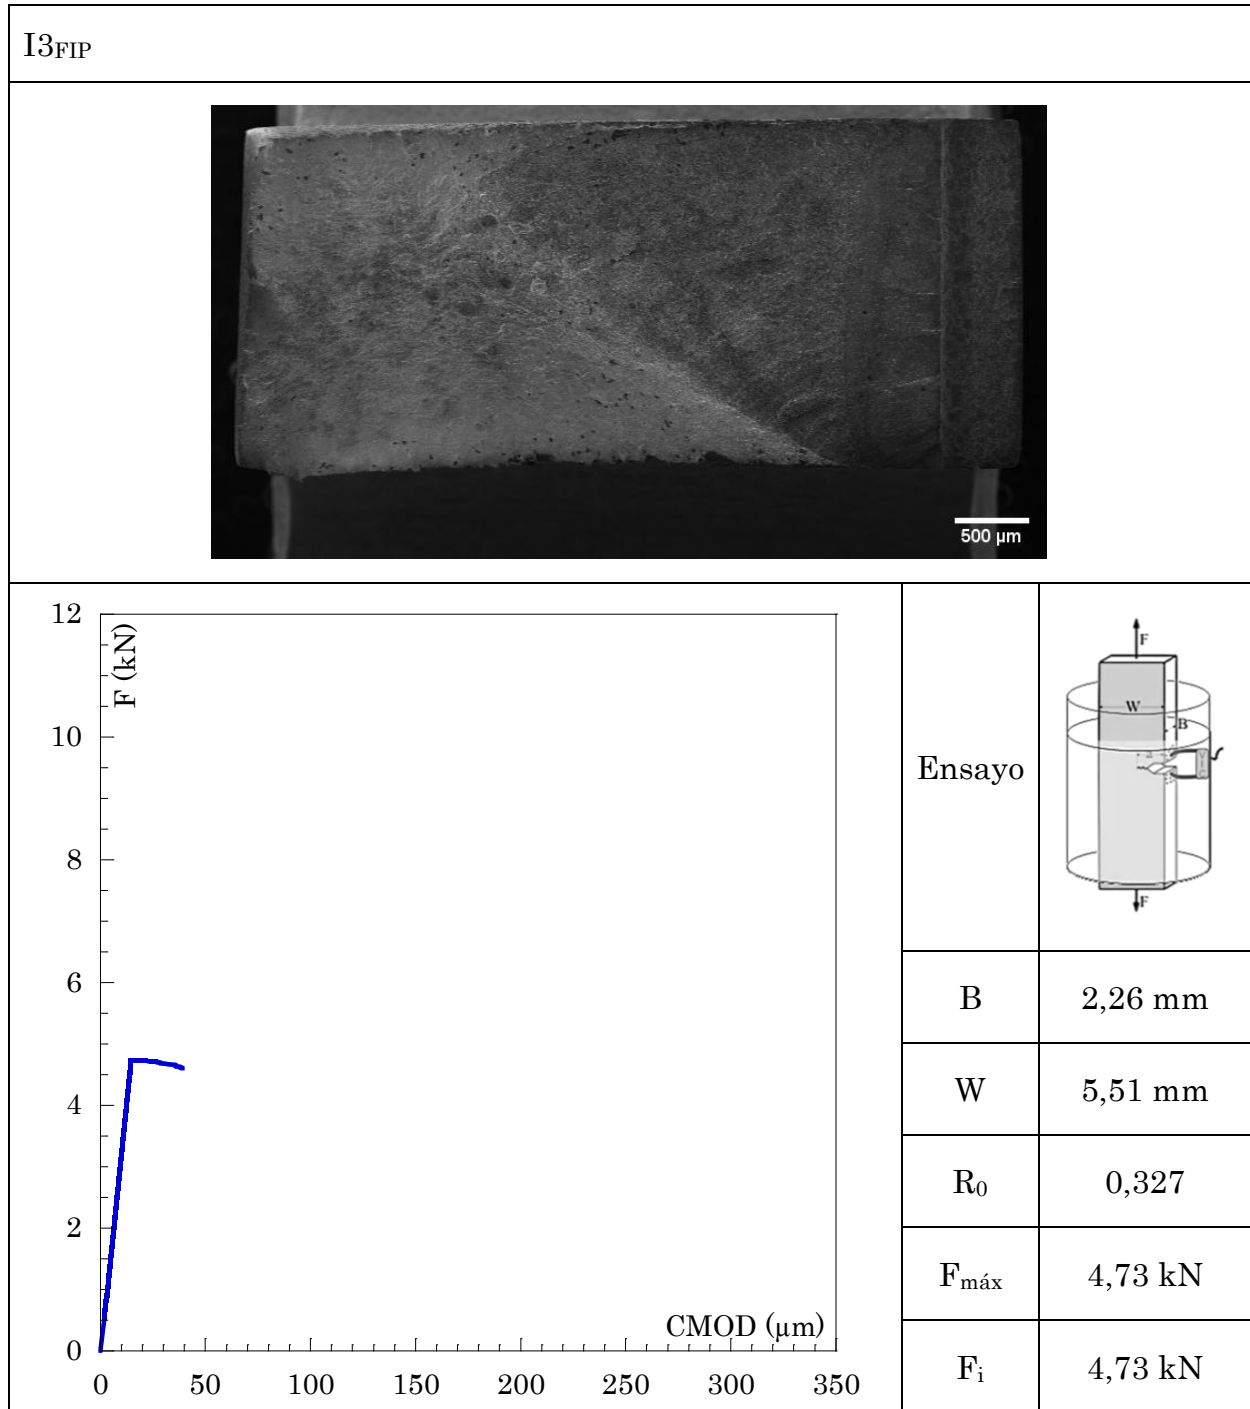 I3FIP
500 µm
12
F (kN)
10
8
6
4
2
0
CMOD (µm)
0 50 100 150 200 250 300 350
Ensayo
F
W
B
F
B 2,26 mm
W 5,51 mm
R0 0,327
Fmáx 4,73 kN
Fi 4,73 kN